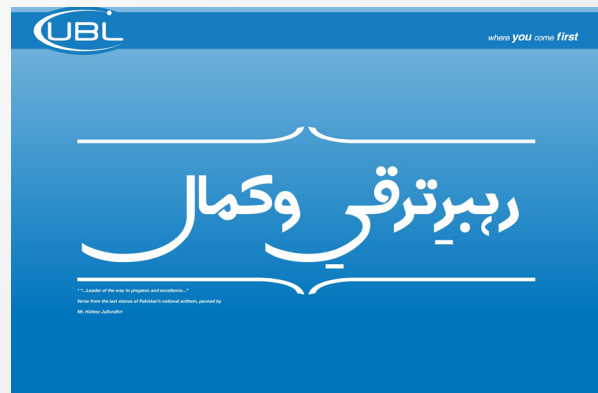 UBL
where you come first
رہبرِ ترقیِ و کمال
" "...Leader of the way to progress and excellence..."
Verse from the last stanza of Pakistan's national anthem, penned by
Mr. Hafeez Jullundhri